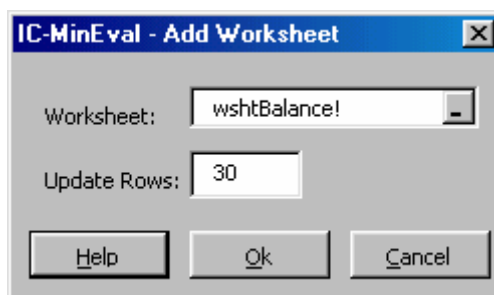 IC-MinEval - Add Worksheet
Worksheet: wshtBalance!
Update Rows: 30
Help Ok Cancel